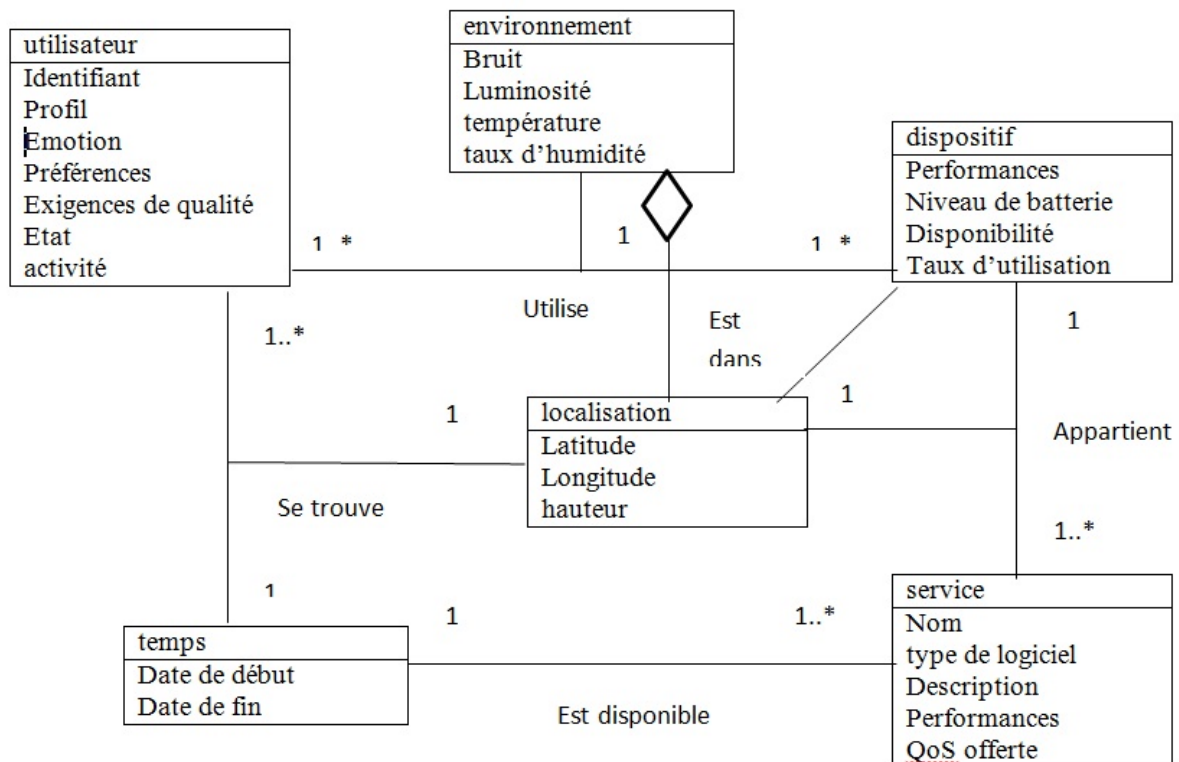 utilisateur
Identifiant
Profil
Emotion
Préférences
Exigences de qualité
Etat
activité
environnement
Bruit
Luminosité
température
taux d’humidité
dispositif
Performances
Niveau de batterie
Disponibilité
Taux d’utilisation
1 *
1
1 *
Utilise
Est
dans
1..*
1
1
1
localisation
Latitude
Longitude
hauteur
Appartient
Se trouve
1..*
1
1
1..*
temps
Date de début
Date de fin
Est disponible
service
Nom
type de logiciel
Description
Performances
QoS offerte